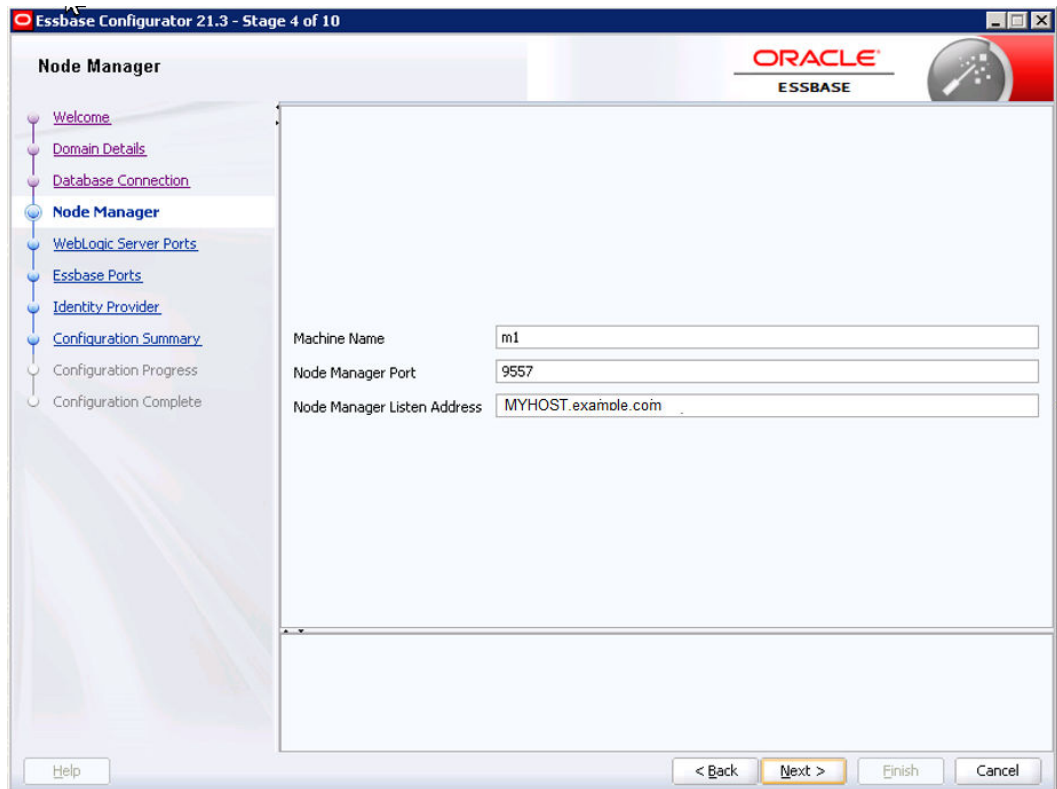 Essbase Configurator 21.3 - Stage 4 of 10
Node Manager
ORACLE
ESSBASE
Welcome
Domain Details
Database Connection
Node Manager
WebLogic Server Ports
Essbase Ports
Identity Provider
Configuration Summary
Configuration Progress
Configuration Complete
Machine Name m1
Node Manager Port 9557
Node Manager Listen Address MYHOST.example.com
Help < Back Next > Finish Cancel